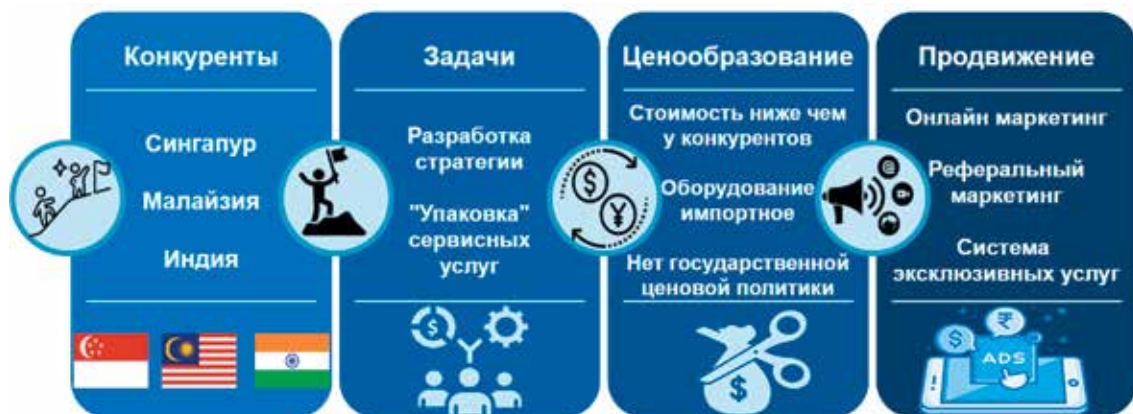 Конкуренты
Сингапур
Малайзия
Индия
Задачи
Разработка
стратегии
"Упаковка"
сервисных
услуг
Ценообразование
Стоимость ниже чем
у конкурентов
Оборудование
импортное
Нет государственной
ценовой политики
Продвижение
Онлайн маркетинг
Реферальный
маркетинг
Система
эксклюзивных услуг
ADS